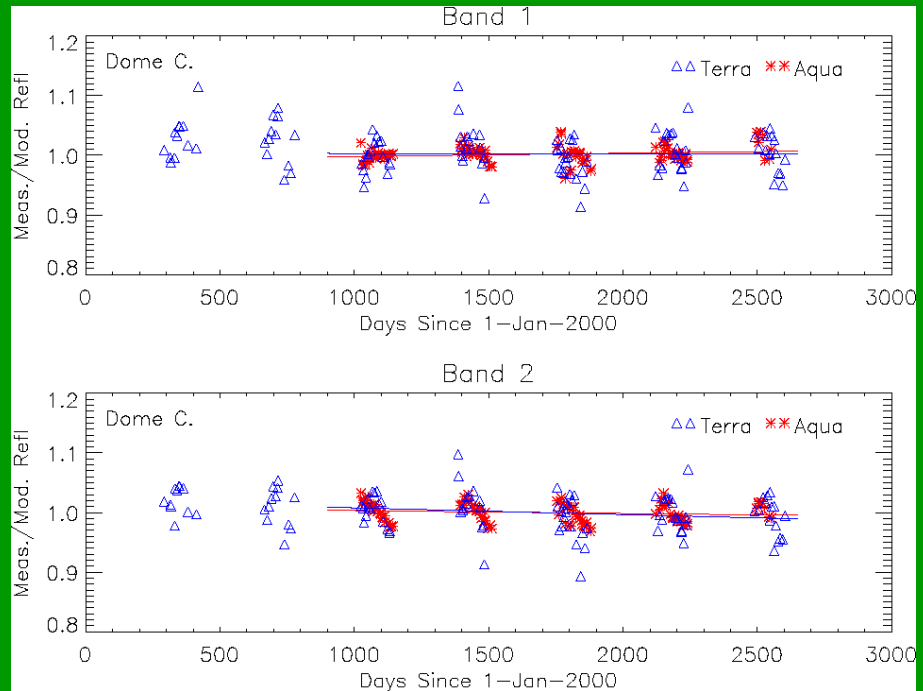 Band 1
Meas./Mod. Refl
1.2
1.1
1.0
0.9
0.8
Dome C.
Terra
Aqua
0 500 1000 1500 2000 2500 3000
Days Since 1-Jan-2000
Band 2
Meas./Mod. Refl
1.2
1.1
1.0
0.9
0.8
Dome C.
Terra
Aqua
0 500 1000 1500 2000 2500 3000
Days Since 1-Jan-2000